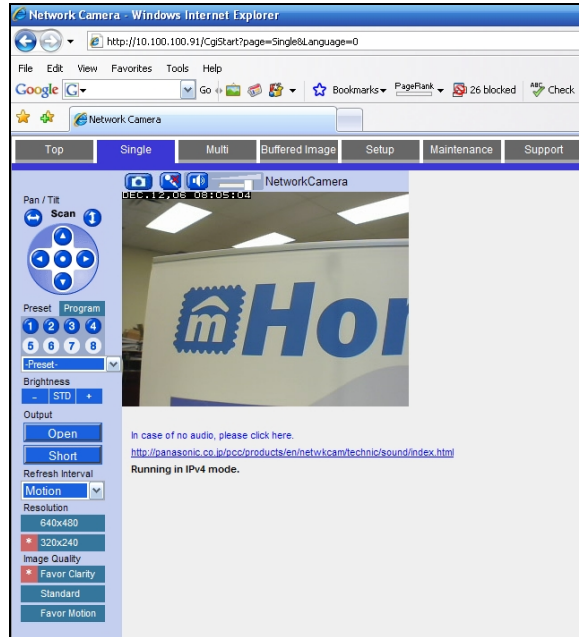 Network Camera - Windows Internet Explorer
http://10.100.100.91/CgiStart?page=Single&Language=0
File Edit View Favorites Tools Help
Google G Go Bookmarks PageRank 26 blocked ABC Check
Network Camera
Top Single Multi Buffered Image Setup Maintenance Support
NetworkCamera
DEC.12,06 08:05:04
mHor
Pan / Tilt
Scan
Preset Program
1 2 3 4
5 6 7 8
-Preset-
Brightness
- STD +
Output
Open
Short
Refresh Interval
Motion
Resolution
640x480
* 320x240
Image Quality
* Favor Clarity
Standard
Favor Motion
In case of no audio, please click here.
http://panasonic.co.jp/pcc/products/en/netwkcam/technic/sound/index.html
Running in IPv4 mode.